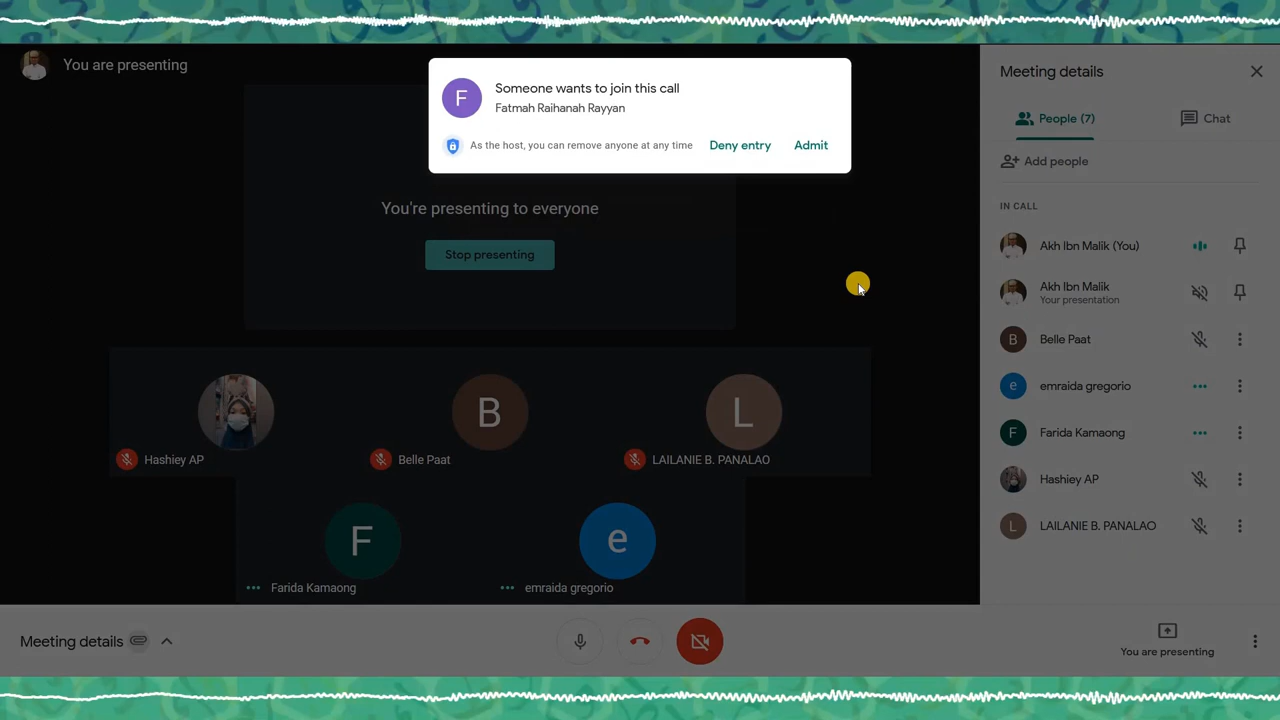 You are presenting
F
Someone wants to join this call
Fatmah Raihanah Rayyan
As the host, you can remove anyone at any time
Deny entry
Admit
You're presenting to everyone
Stop presenting
Hashiey AP
B
Belle Paat
L
LAILANIE B. PANALAO
F
Farida Kamaong
e
emraida gregorio
Meeting details
People (7)
Chat
Add people
IN CALL
Akh Ibn Malik (You)
Akh Ibn Malik
Your presentation
B
Belle Paat
e
emraida gregorio
F
Farida Kamaong
Hashiey AP
L
LAILANIE B. PANALAO
Meeting details
You are presenting